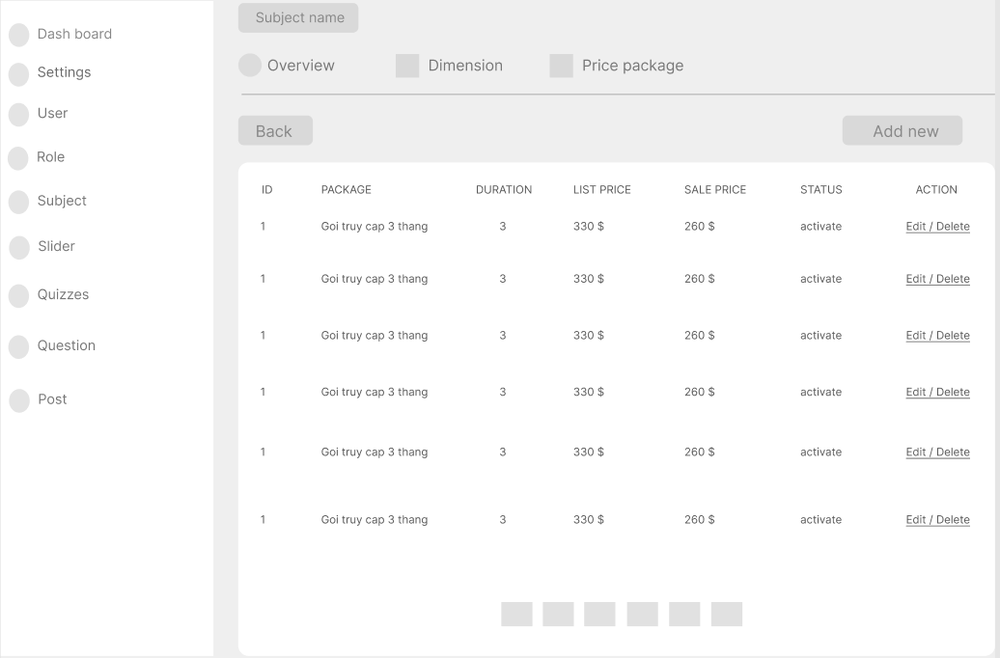 Dash board
Settings
User
Role
Subject
Slider
Quizzes
Question
Post
Subject name
Overview Dimension Price package
Back Add new
ID PACKAGE DURATION LIST PRICE SALE PRICE STATUS ACTION
1 Goi truy cap 3 thang 3 330 $ 260 $ activate Edit / Delete
1 Goi truy cap 3 thang 3 330 $ 260 $ activate Edit / Delete
1 Goi truy cap 3 thang 3 330 $ 260 $ activate Edit / Delete
1 Goi truy cap 3 thang 3 330 $ 260 $ activate Edit / Delete
1 Goi truy cap 3 thang 3 330 $ 260 $ activate Edit / Delete
1 Goi truy cap 3 thang 3 330 $ 260 $ activate Edit / Delete